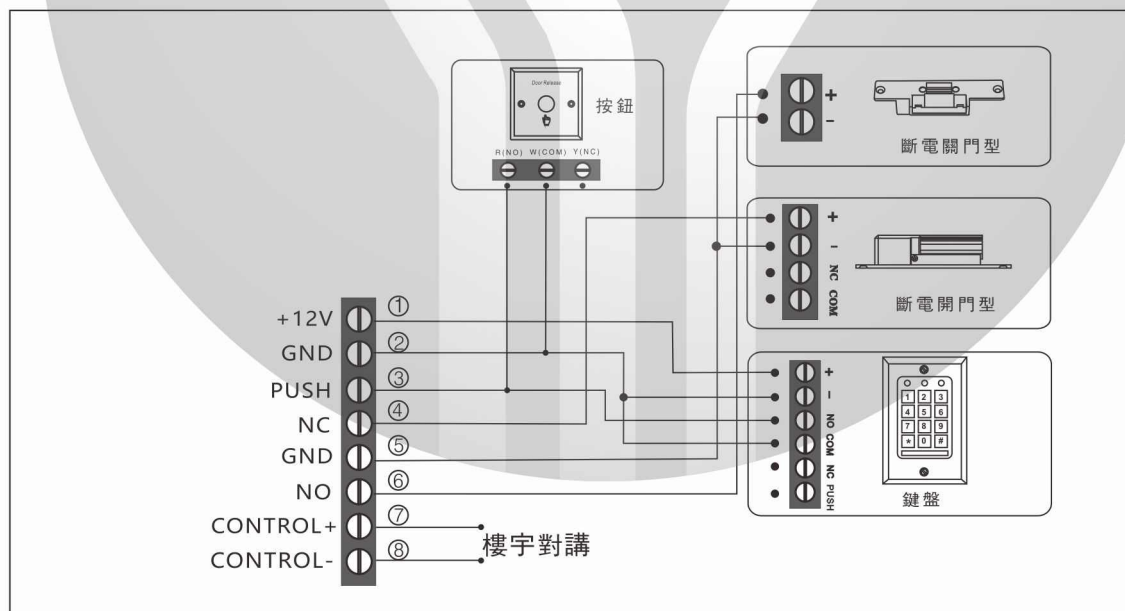 Door Release
按鈕
R(NO) W(COM) Y(NC)
+
-
斷電關門型
+
-
NC
COM
斷電開門型
+12V ①
GND ②
PUSH ③
NC ④
GND ⑤
NO ⑥
CONTROL+ ⑦
CONTROL- ⑧
樓宇對講
+
-
NO
COM
NC
PUSH
1 2 3
4 5 6
7 8 9
* 0 #
鍵盤